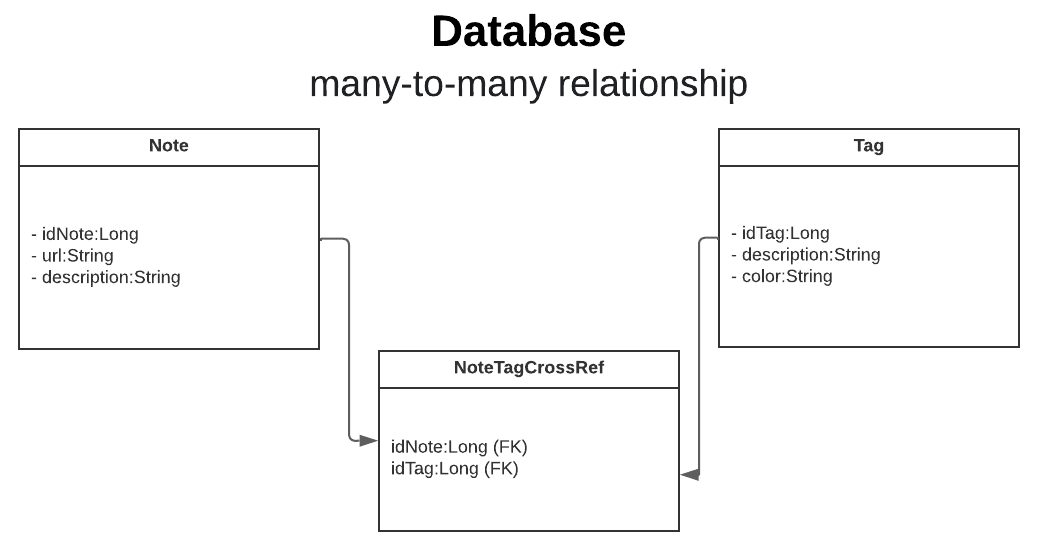 Database
many-to-many relationship
Note
- idNote:Long
- url:String
- description:String
Tag
- idTag:Long
- description:String
- color:String
NoteTagCrossRef
idNote:Long (FK)
idTag:Long (FK)